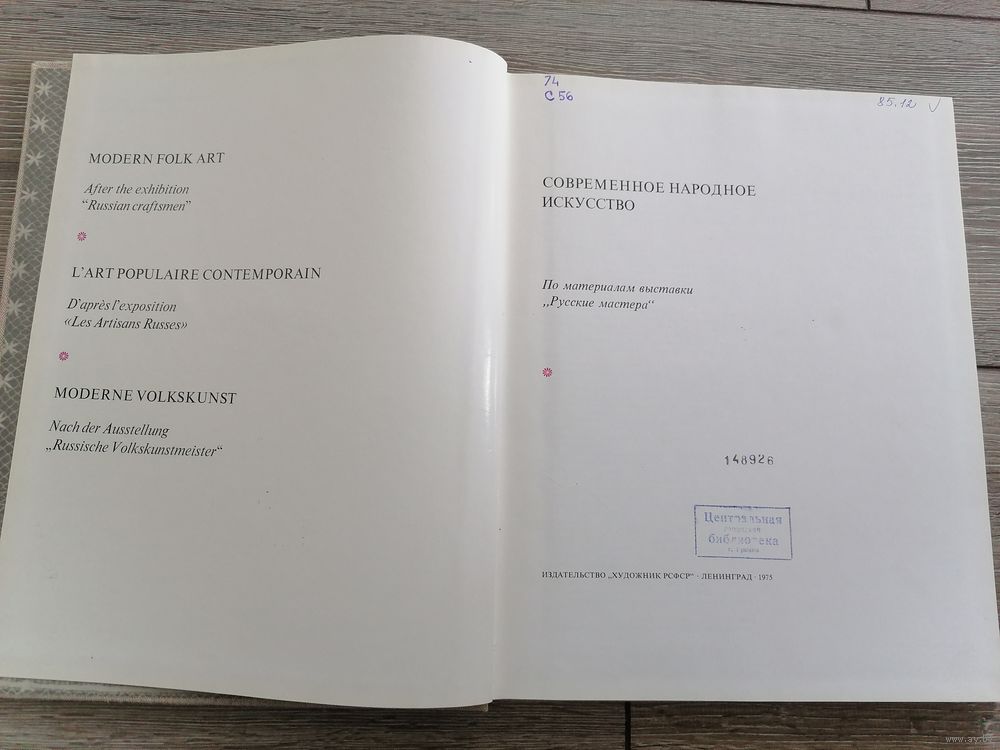 MODERN FOLK ART
After the exhibition
“Russian craftsmen”
L'ART POPULAIRE CONTEMPORAIN
D'après l'exposition
«Les Artisans Russes»
MODERNE VOLKSKUNST
Nach der Ausstellung
„Russische Volkskunstmeister“
74
С 56
85.12
СОВРЕМЕННОЕ НАРОДНОЕ
ИСКУССТВО
По материалам выставки
„Русские мастера“
148926
Центральная
библиотека
ИЗДАТЕЛЬСТВО „ХУДОЖНИК РСФСР“ · ЛЕНИНГРАД · 1975